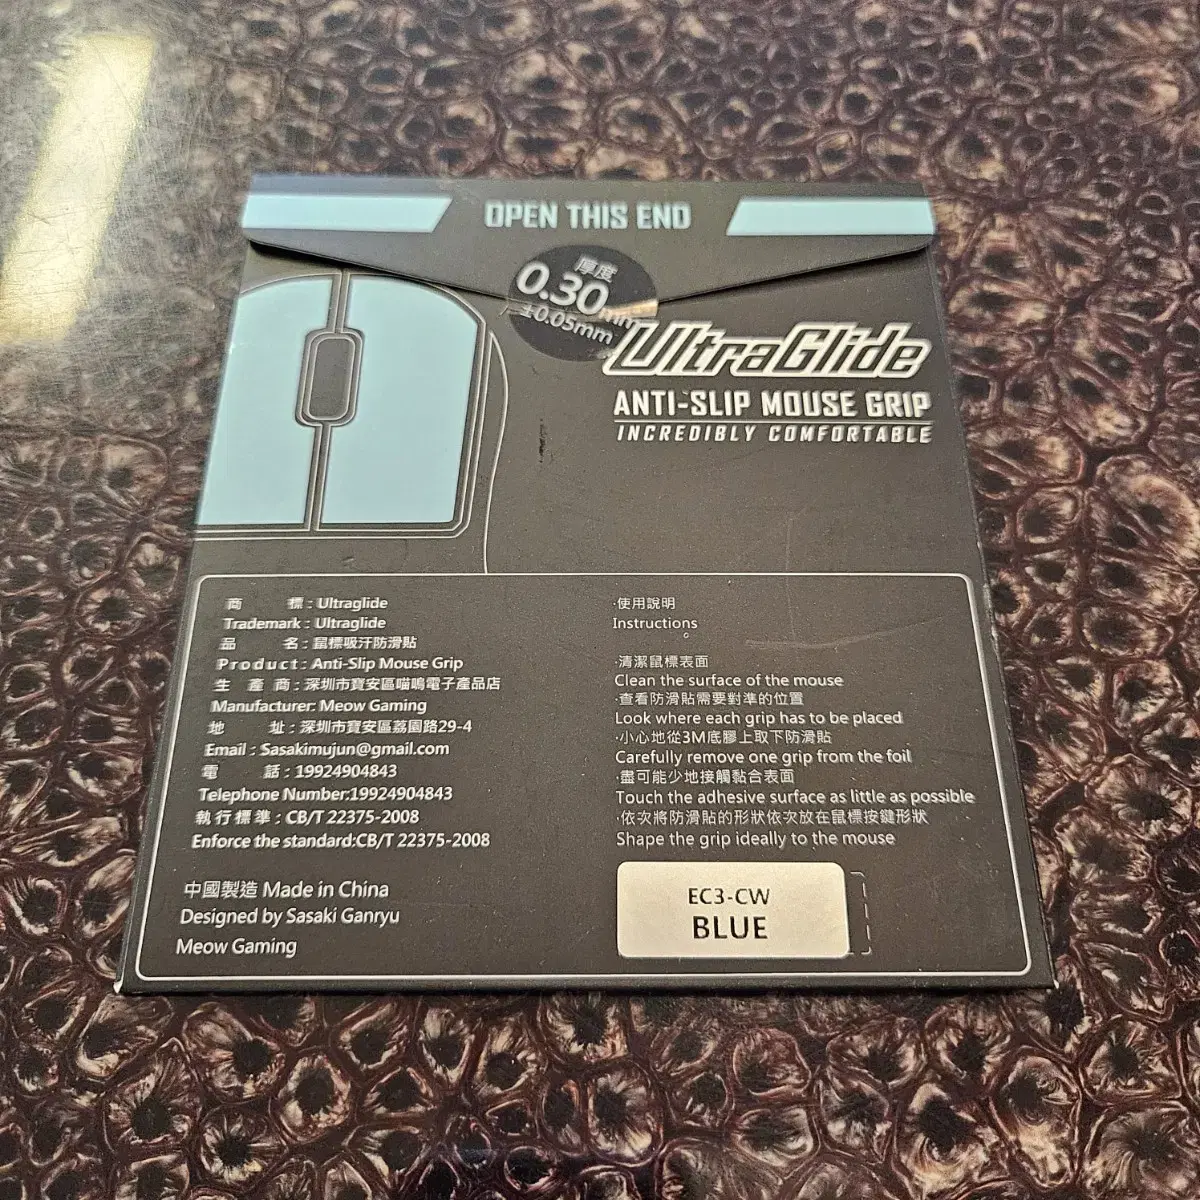 OPEN THIS END
厚度
0.30mm
±0.05mm
UltraGlide
ANTI-SLIP MOUSE GRIP
INCREDIBLY COMFORTABLE
商 標：Ultraglide
Trademark : Ultraglide
品 名：鼠標吸汗防滑貼
Product : Anti-Slip Mouse Grip
生 產 商：深圳市寶安區喵嗚電子產品店
Manufacturer: Meow Gaming
地 址：深圳市寶安區荔園路29-4
Email : Sasakimujun@gmail.com
電 話：19924904843
Telephone Number:19924904843
執行標準：CB/T 22375-2008
Enforce the standard:CB/T 22375-2008
中國製造 Made in China
Designed by Sasaki Ganryu
Meow Gaming
·使用說明
Instructions
。
·清潔鼠標表面
Clean the surface of the mouse
·查看防滑貼需要對準的位置
Look where each grip has to be placed
·小心地從3M底膠上取下防滑貼
Carefully remove one grip from the foil
·盡可能少地接觸黏合表面
Touch the adhesive surface as little as possible
·依次將防滑貼的形狀依次放在鼠標按鍵形狀
Shape the grip ideally to the mouse
EC3-CW
BLUE